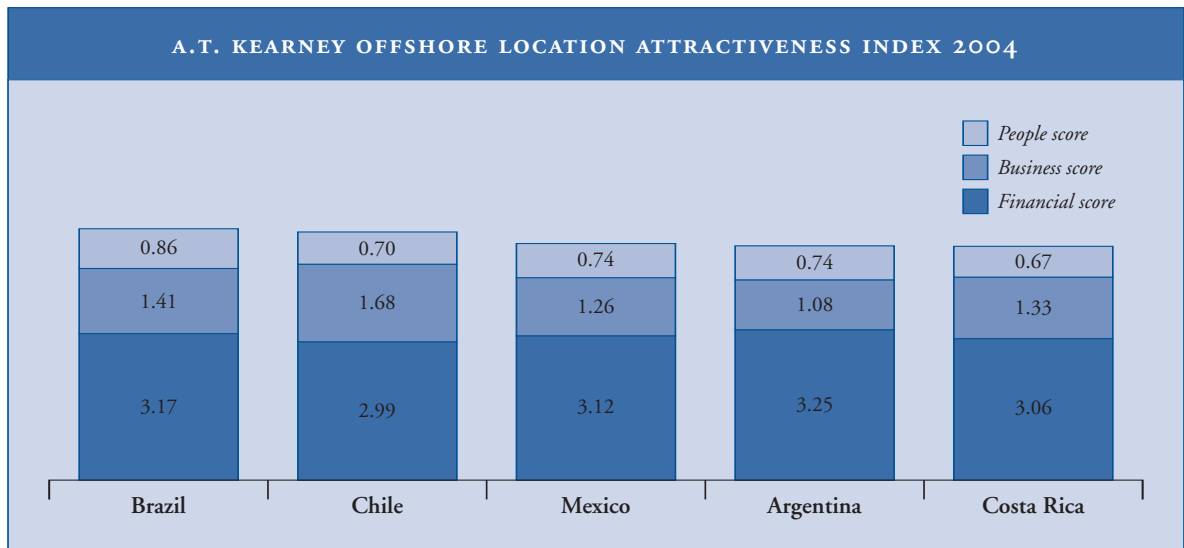 A.T. KEARNEY OFFSHORE LOCATION ATTRACTIVENESS INDEX 2004
People score
Business score
Financial score
0.86 0.70 0.74 0.74 0.67
1.41 1.68 1.26 1.08 1.33
3.17 2.99 3.12 3.25 3.06
Brazil Chile Mexico Argentina Costa Rica